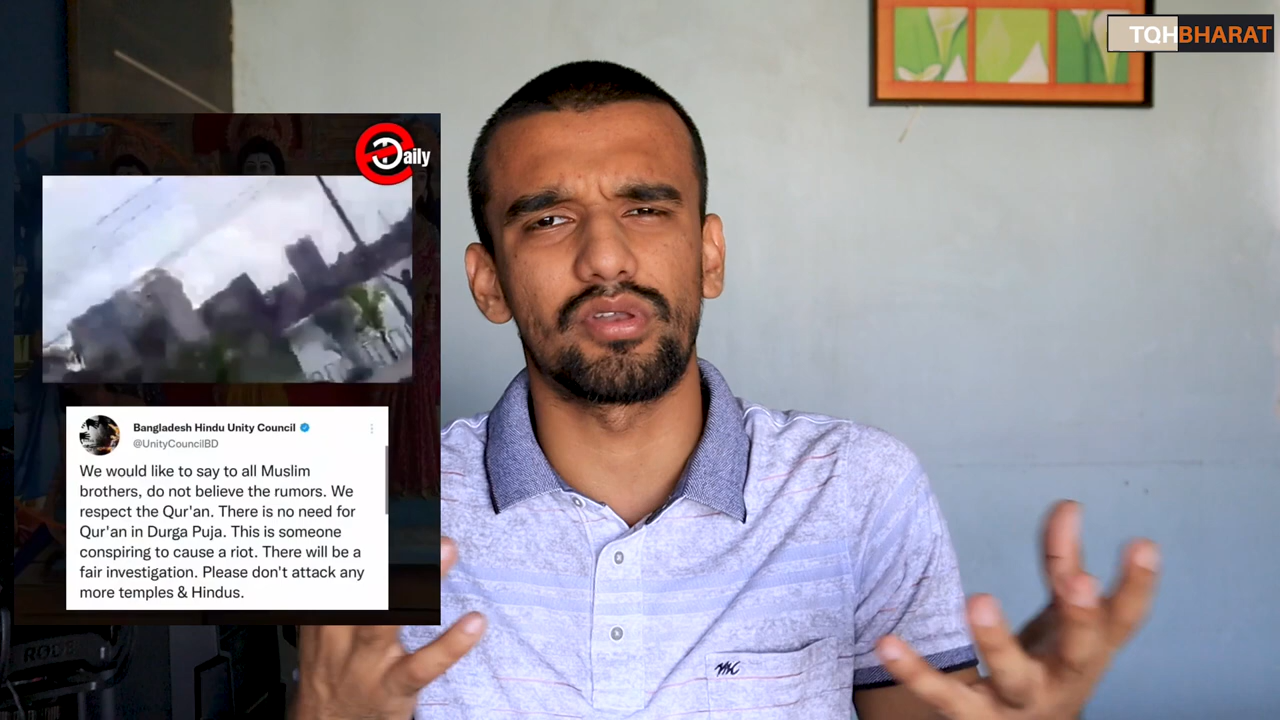 TQHBHARAT
Daily
Bangladesh Hindu Unity Council
@UnityCouncilBD
We would like to say to all Muslim
brothers, do not believe the rumors. We
respect the Qur'an. There is no need for
Qur'an in Durga Puja. This is someone
conspiring to cause a riot. There will be a
fair investigation. Please don't attack any
more temples & Hindus.
RODE